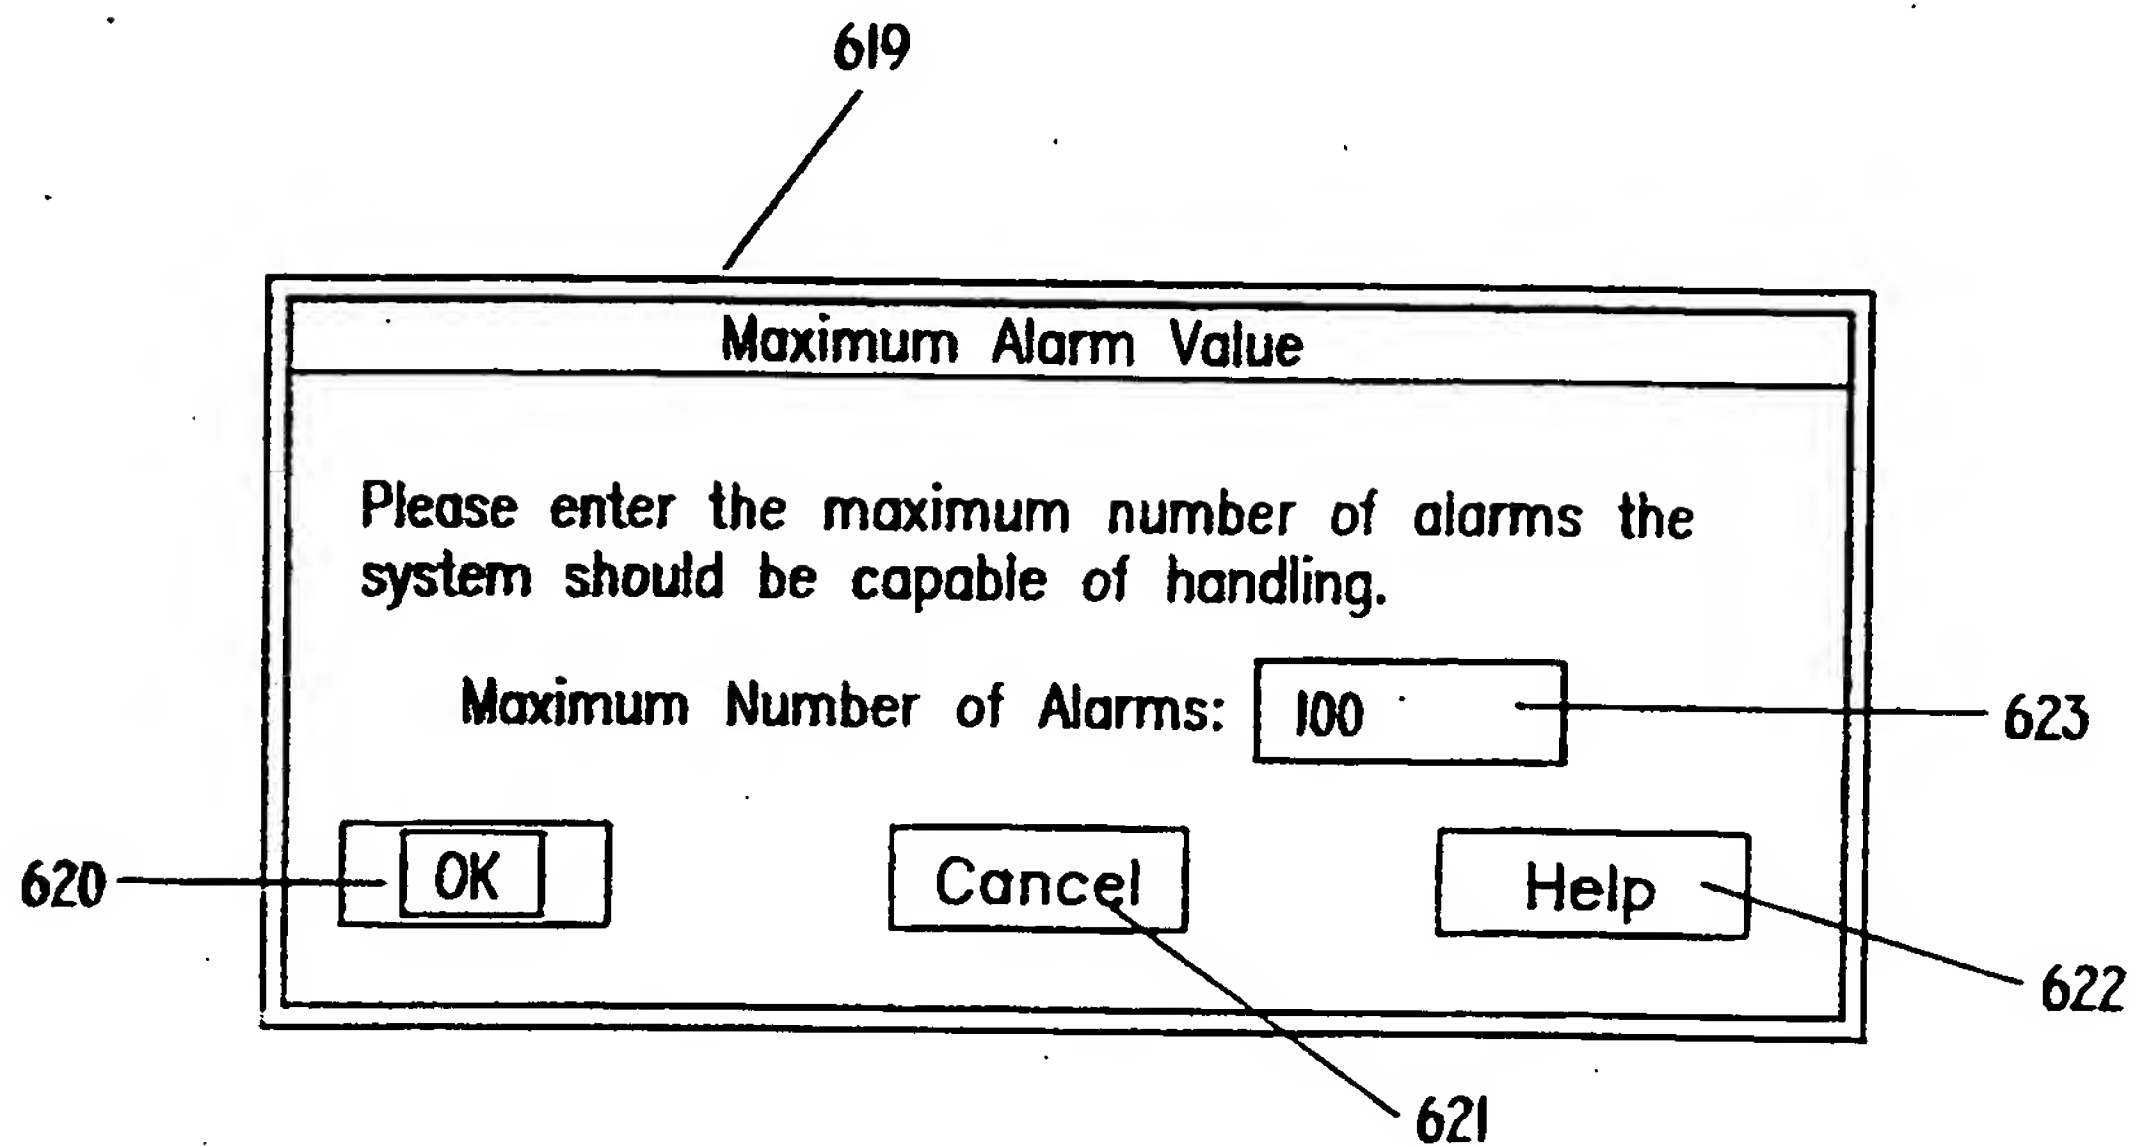 619
Maximum Alarm Value
Please enter the maximum number of alarms the
system should be capable of handling.
Maximum Number of Alarms: 100
623
620
OK
Cancel
Help
622
621